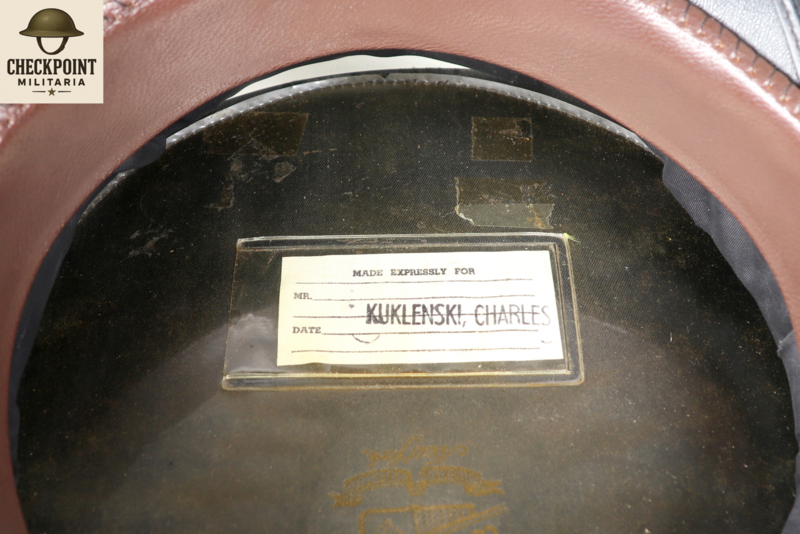 CHECKPOINT
MILITARIA
MADE EXPRESSLY FOR
MR.
KUKLENSKI, CHARLES
DATE